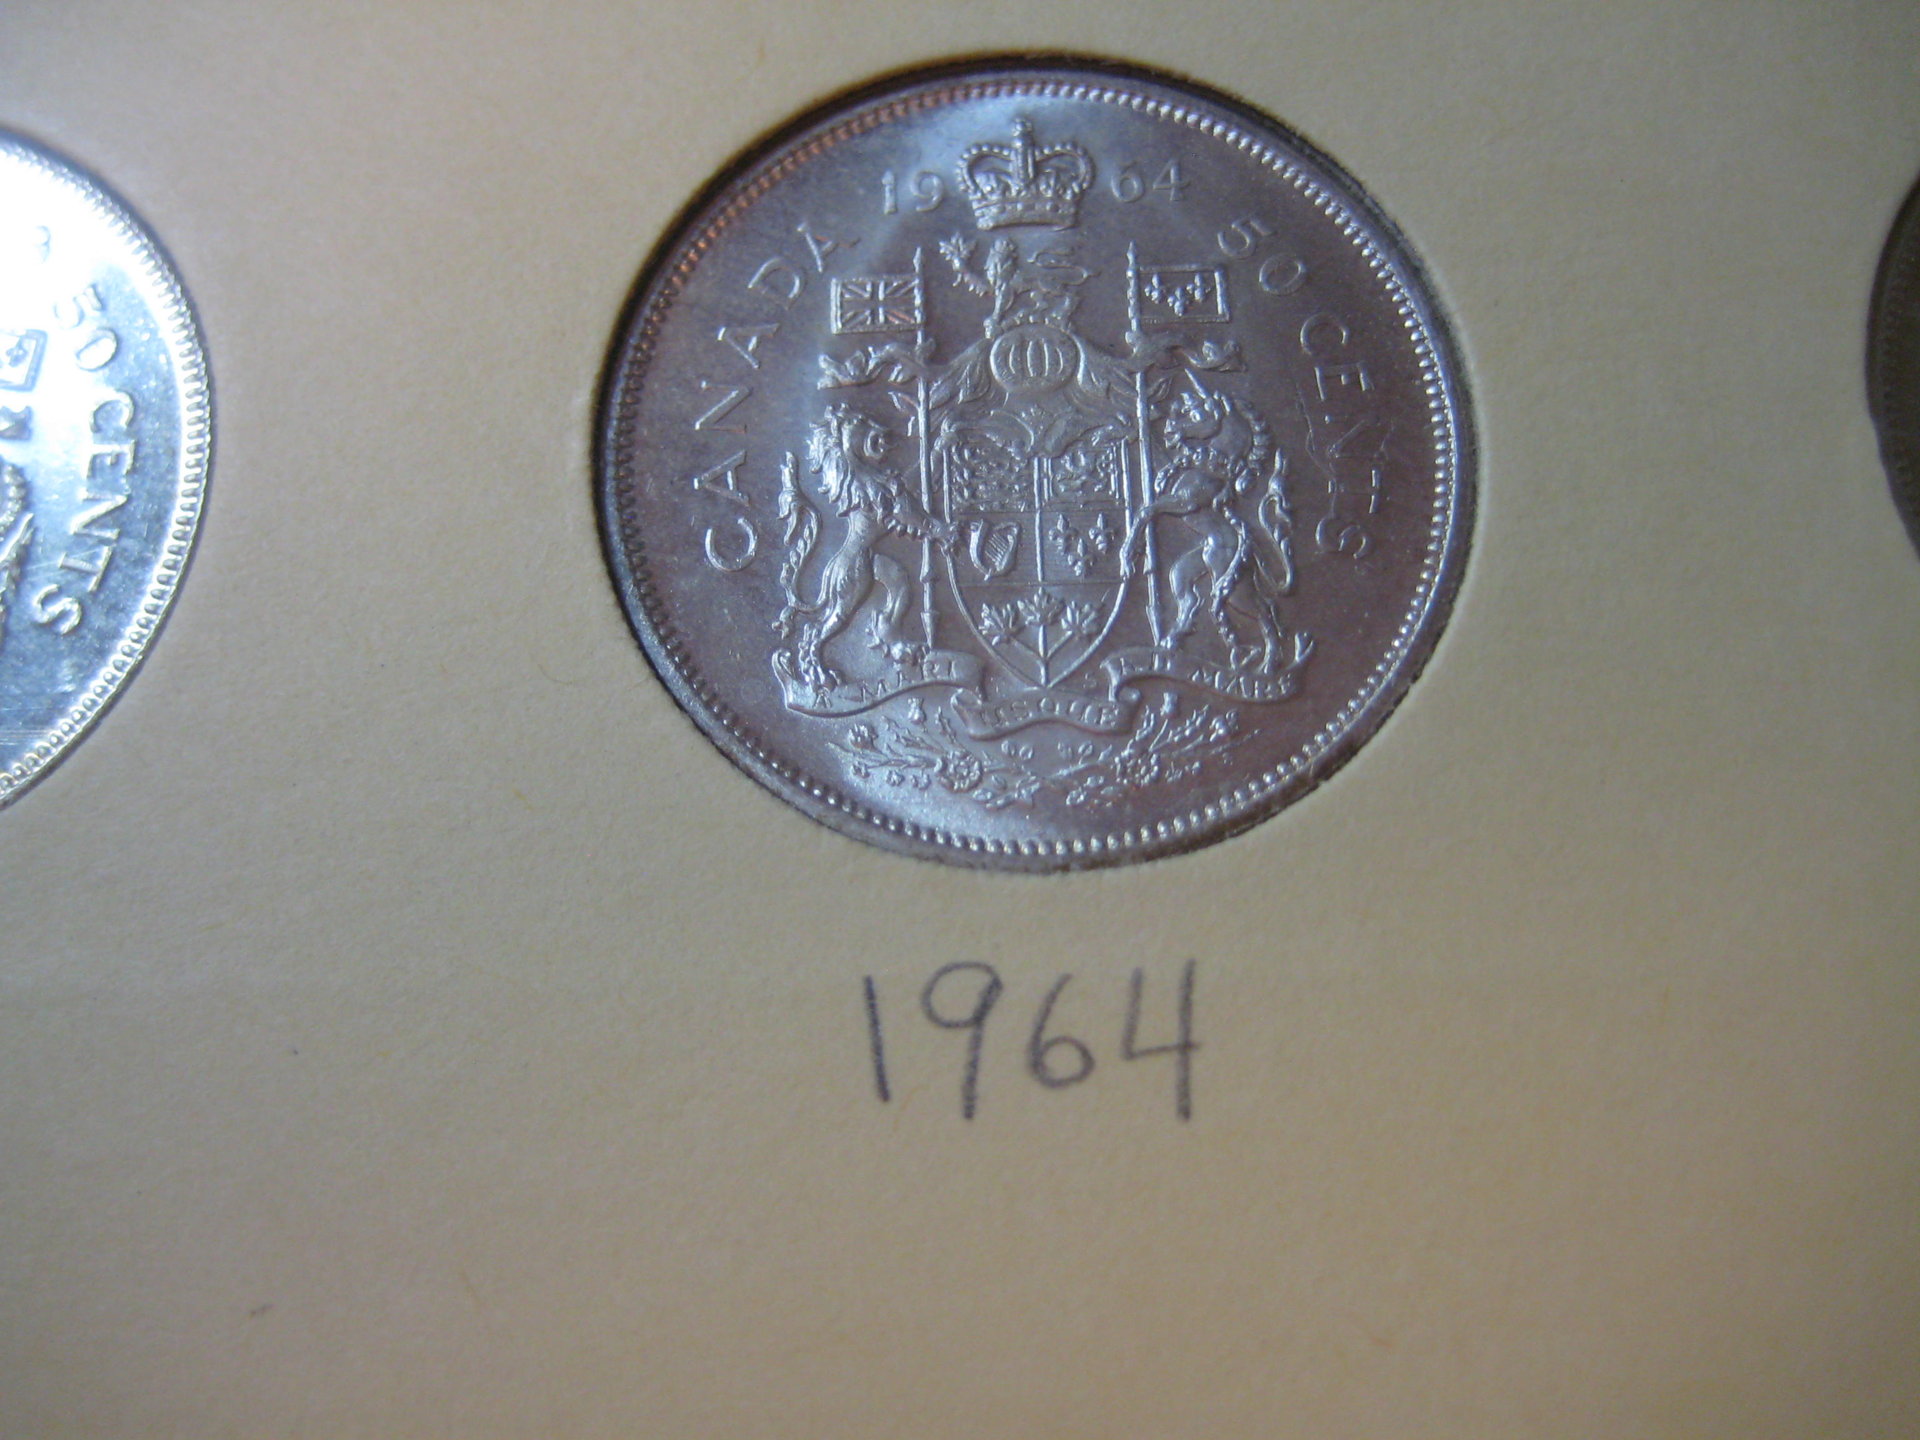 1964
CANADA
50 CENTS
A MARI
USQUE
AD MARE
50 CENTS
1964